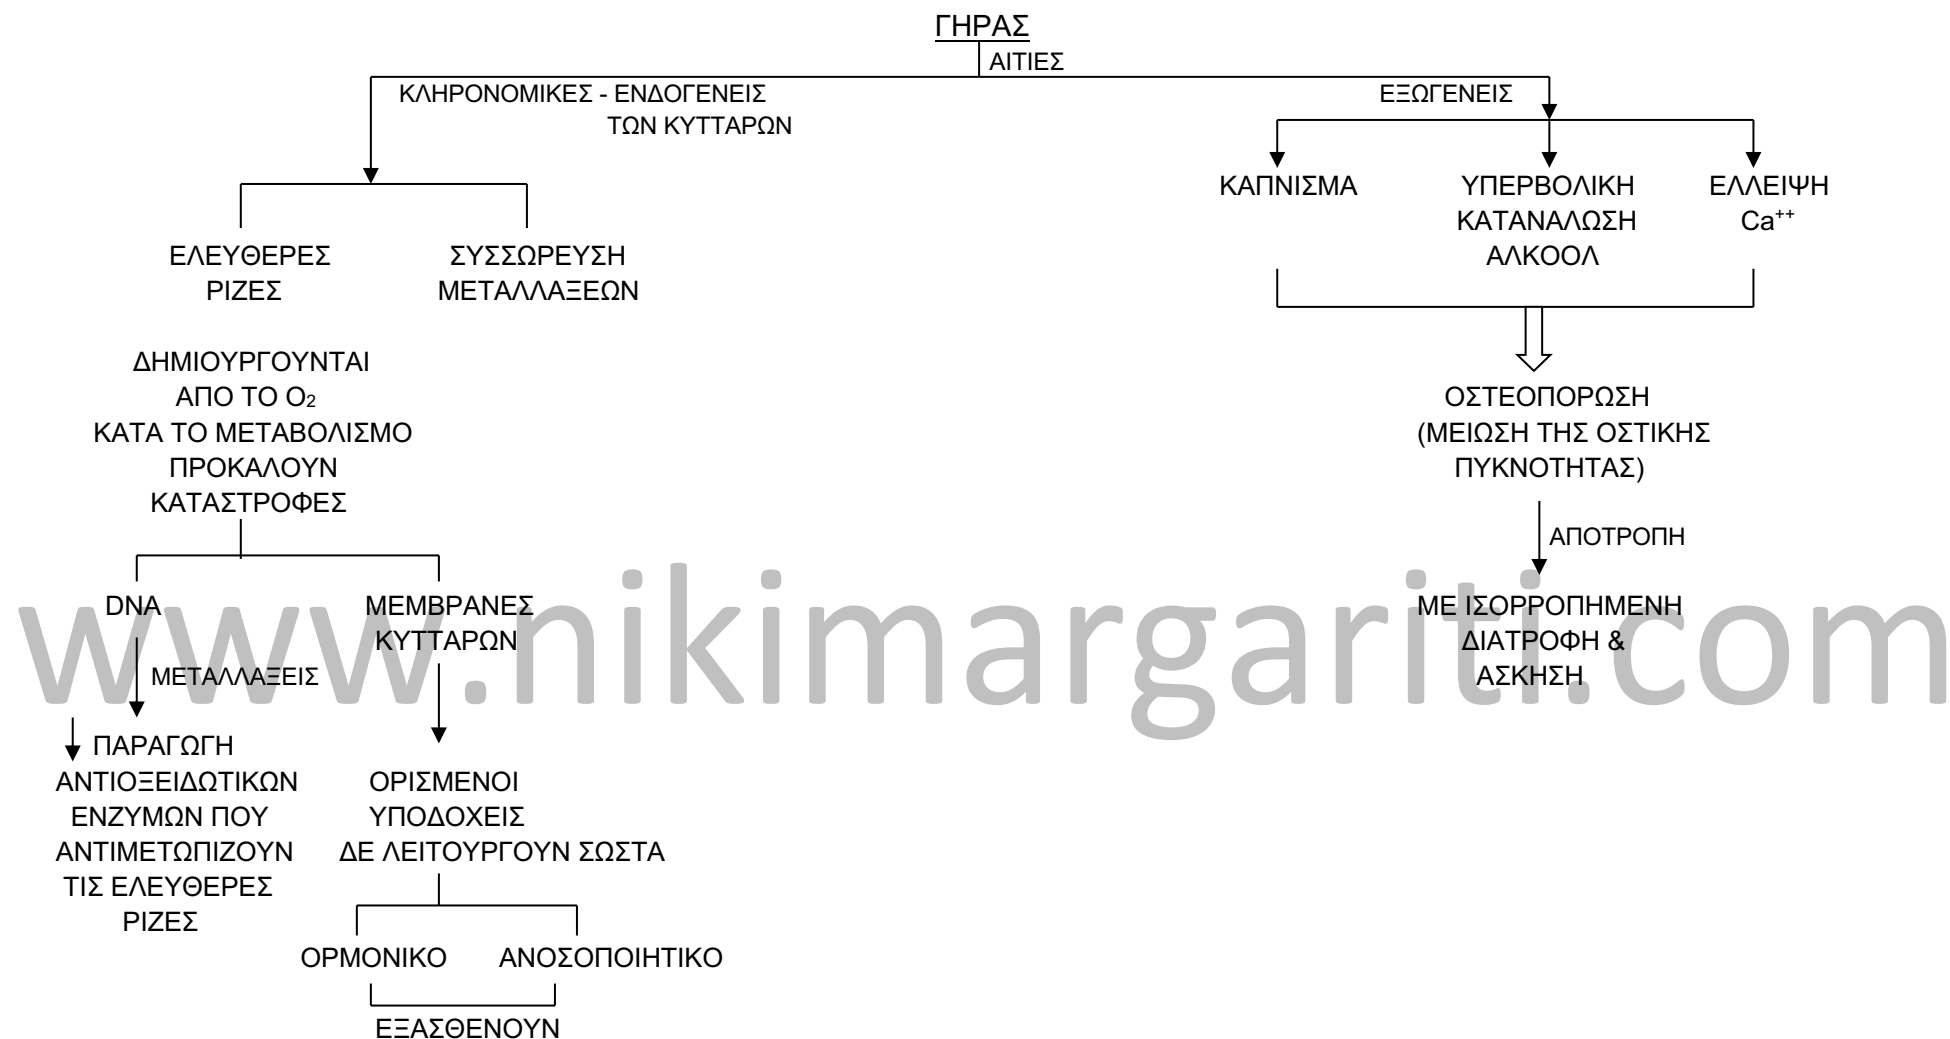 ΓΗΡΑΣ
ΑΙΤΙΕΣ
ΚΛΗΡΟΝΟΜΙΚΕΣ - ΕΝΔΟΓΕΝΕΙΣ
ΤΩΝ ΚΥΤΤΑΡΩΝ
ΕΛΕΥΘΕΡΕΣ
ΡΙΖΕΣ
ΣΥΣΣΩΡΕΥΣΗ
ΜΕΤΑΛΛΑΞΕΩΝ
ΔΗΜΙΟΥΡΓΟΥΝΤΑΙ
ΑΠΟ ΤΟ Ο₂
ΚΑΤΑ ΤΟ ΜΕΤΑΒΟΛΙΣΜΟ
ΠΡΟΚΑΛΟΥΝ
ΚΑΤΑΣΤΡΟΦΕΣ
DNA
ΜΕΤΑΛΛΑΞΕΙΣ
ΠΑΡΑΓΩΓΗ
ΑΝΤΙΟΞΕΙΔΩΤΙΚΩΝ
ΕΝΖΥΜΩΝ ΠΟΥ
ΑΝΤΙΜΕΤΩΠΙΖΟΥΝ
ΤΙΣ ΕΛΕΥΘΕΡΕΣ
ΡΙΖΕΣ
ΜΕΜΒΡΑΝΕΣ
ΚΥΤΤΑΡΩΝ
ΟΡΙΣΜΕΝΟΙ
ΥΠΟΔΟΧΕΙΣ
ΔΕ ΛΕΙΤΟΥΡΓΟΥΝ ΣΩΣΤΑ
ΟΡΜΟΝΙΚΟ
ΑΝΟΣΟΠΟΙΗΤΙΚΟ
ΕΞΑΣΘΕΝΟΥΝ
ΕΞΩΓΕΝΕΙΣ
ΚΑΠΝΙΣΜΑ
ΥΠΕΡΒΟΛΙΚΗ
ΚΑΤΑΝΑΛΩΣΗ
ΑΛΚΟΟΛ
ΕΛΛΕΙΨΗ
Ca⁺⁺
ΟΣΤΕΟΠΟΡΩΣΗ
(ΜΕΙΩΣΗ ΤΗΣ ΟΣΤΙΚΗΣ
ΠΥΚΝΟΤΗΤΑΣ)
ΑΠΟΤΡΟΠΗ
ΜΕ ΙΣΟΡΡΟΠΗΜΕΝΗ
ΔΙΑΤΡΟΦΗ &
ΑΣΚΗΣΗ
www.nikimargariti.com